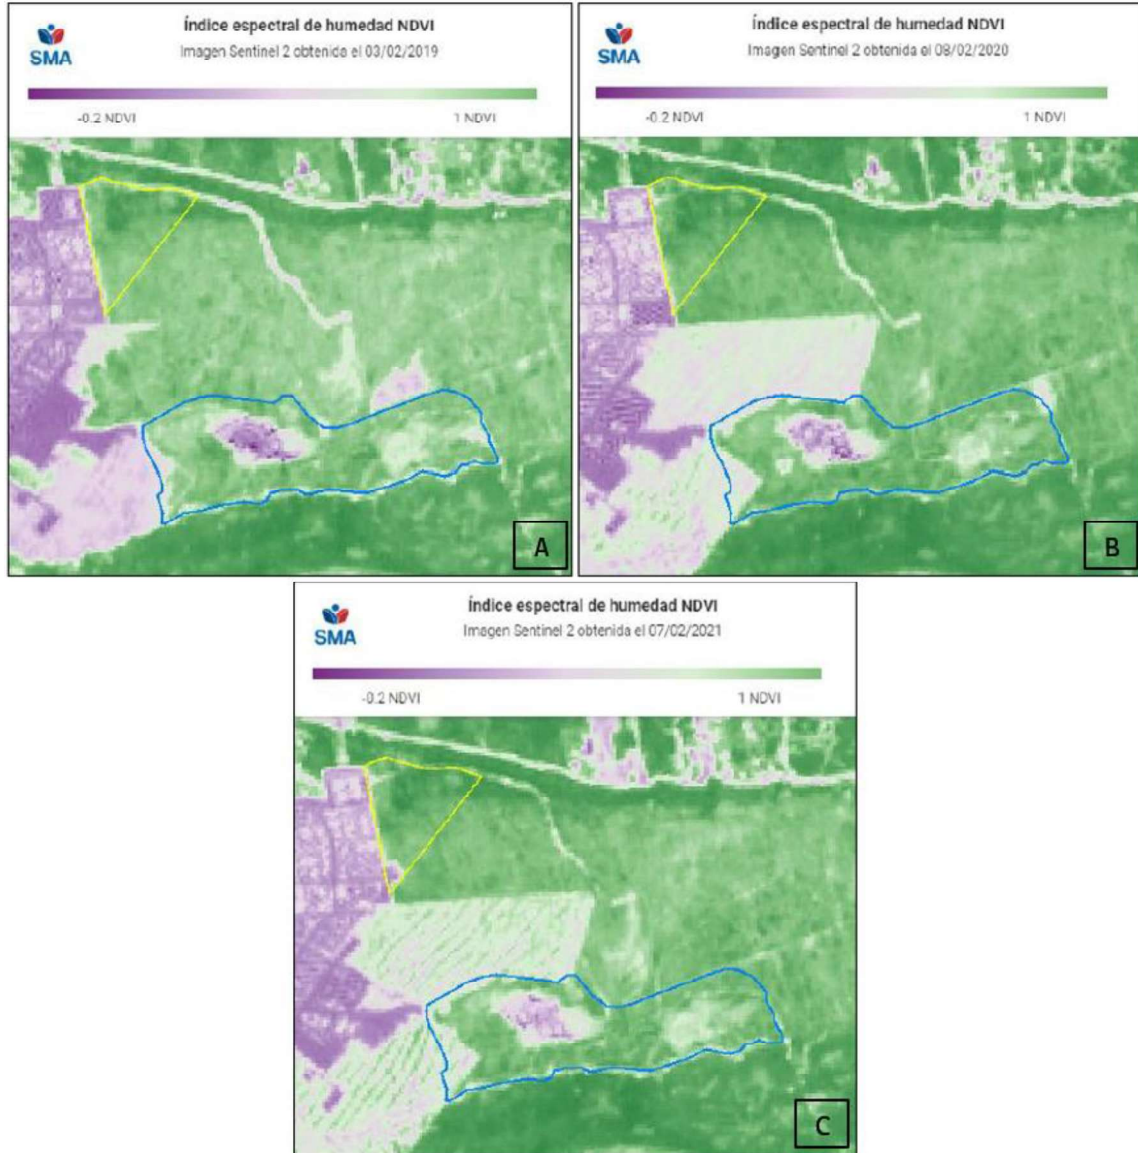 Índice espectral de humedad NDVI
Imagen Sentinel 2 obtenida el 03/02/2019
SMA
-0.2 NDVI
1 NDVI
A
Índice espectral de humedad NDVI
Imagen Sentinel 2 obtenida el 08/02/2020
SMA
-0.2 NDVI
1 NDVI
B
Índice espectral de humedad NDVI
Imagen Sentinel 2 obtenida el 07/02/2021
SMA
-0.2 NDVI
1 NDVI
C